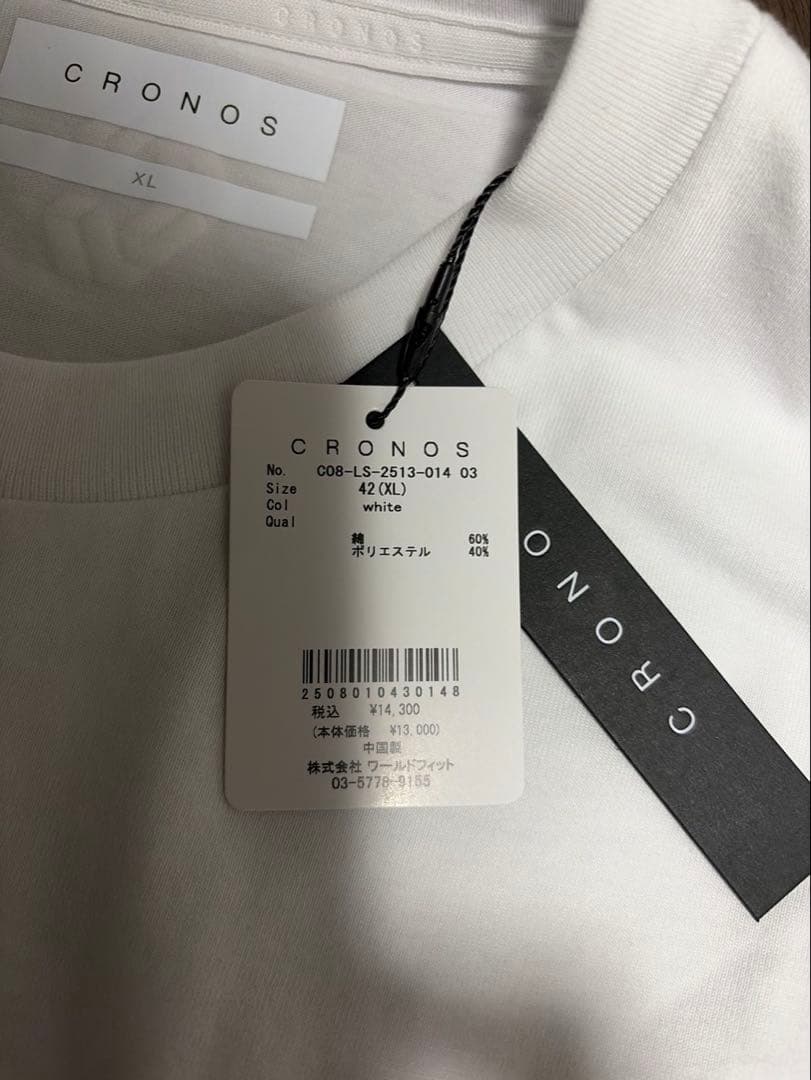 CRONOS
CRONOS
XL
CRONOS
No. C08-LS-2513-014 03
Size 42(XL)
Col white
Qual
綿 60%
ポリエステル 40%
2508010430148
税込 ¥14,300
(本体価格 ¥13,000)
中国製
株式会社 ワールドフィット
03-5778-9155
CRONO